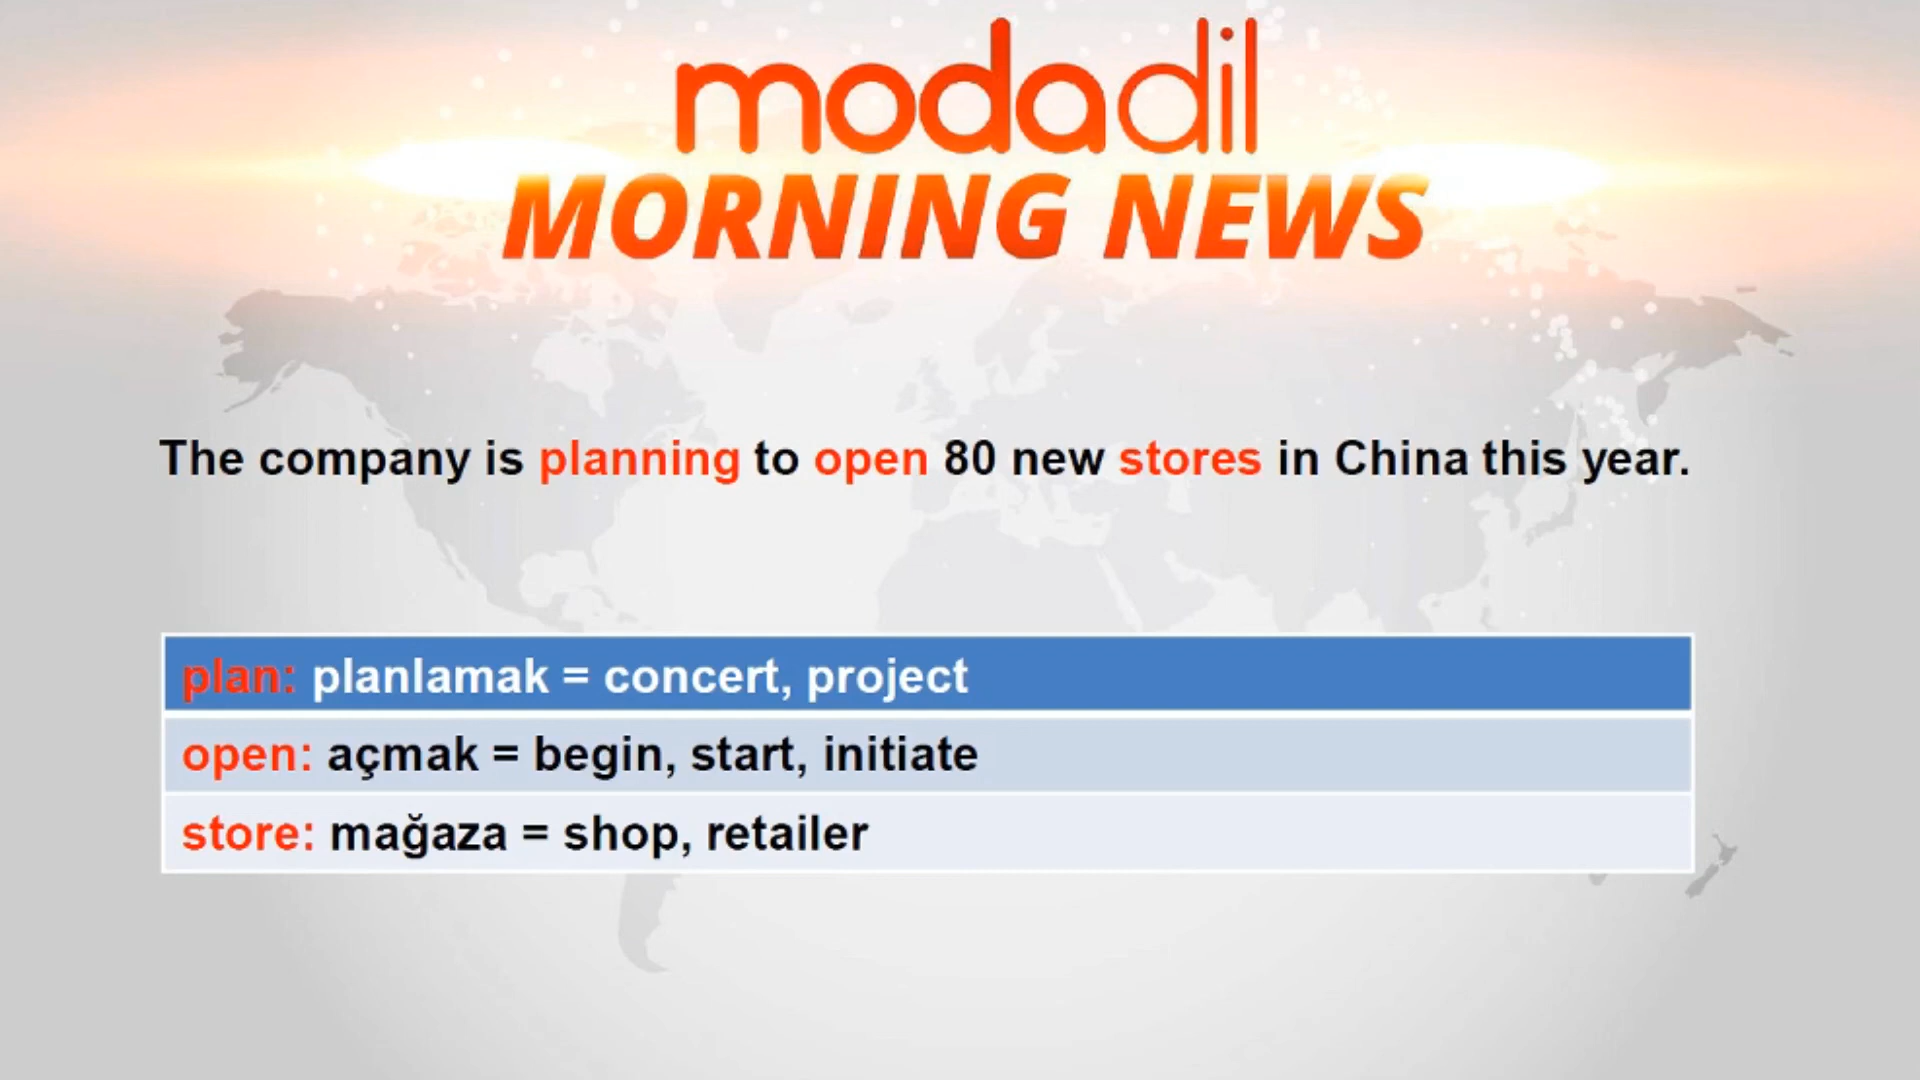 modadil
MORNING NEWS
The company is planning to open 80 new stores in China this year.
plan: planlamak = concert, project
open: açmak = begin, start, initiate
store: mağaza = shop, retailer